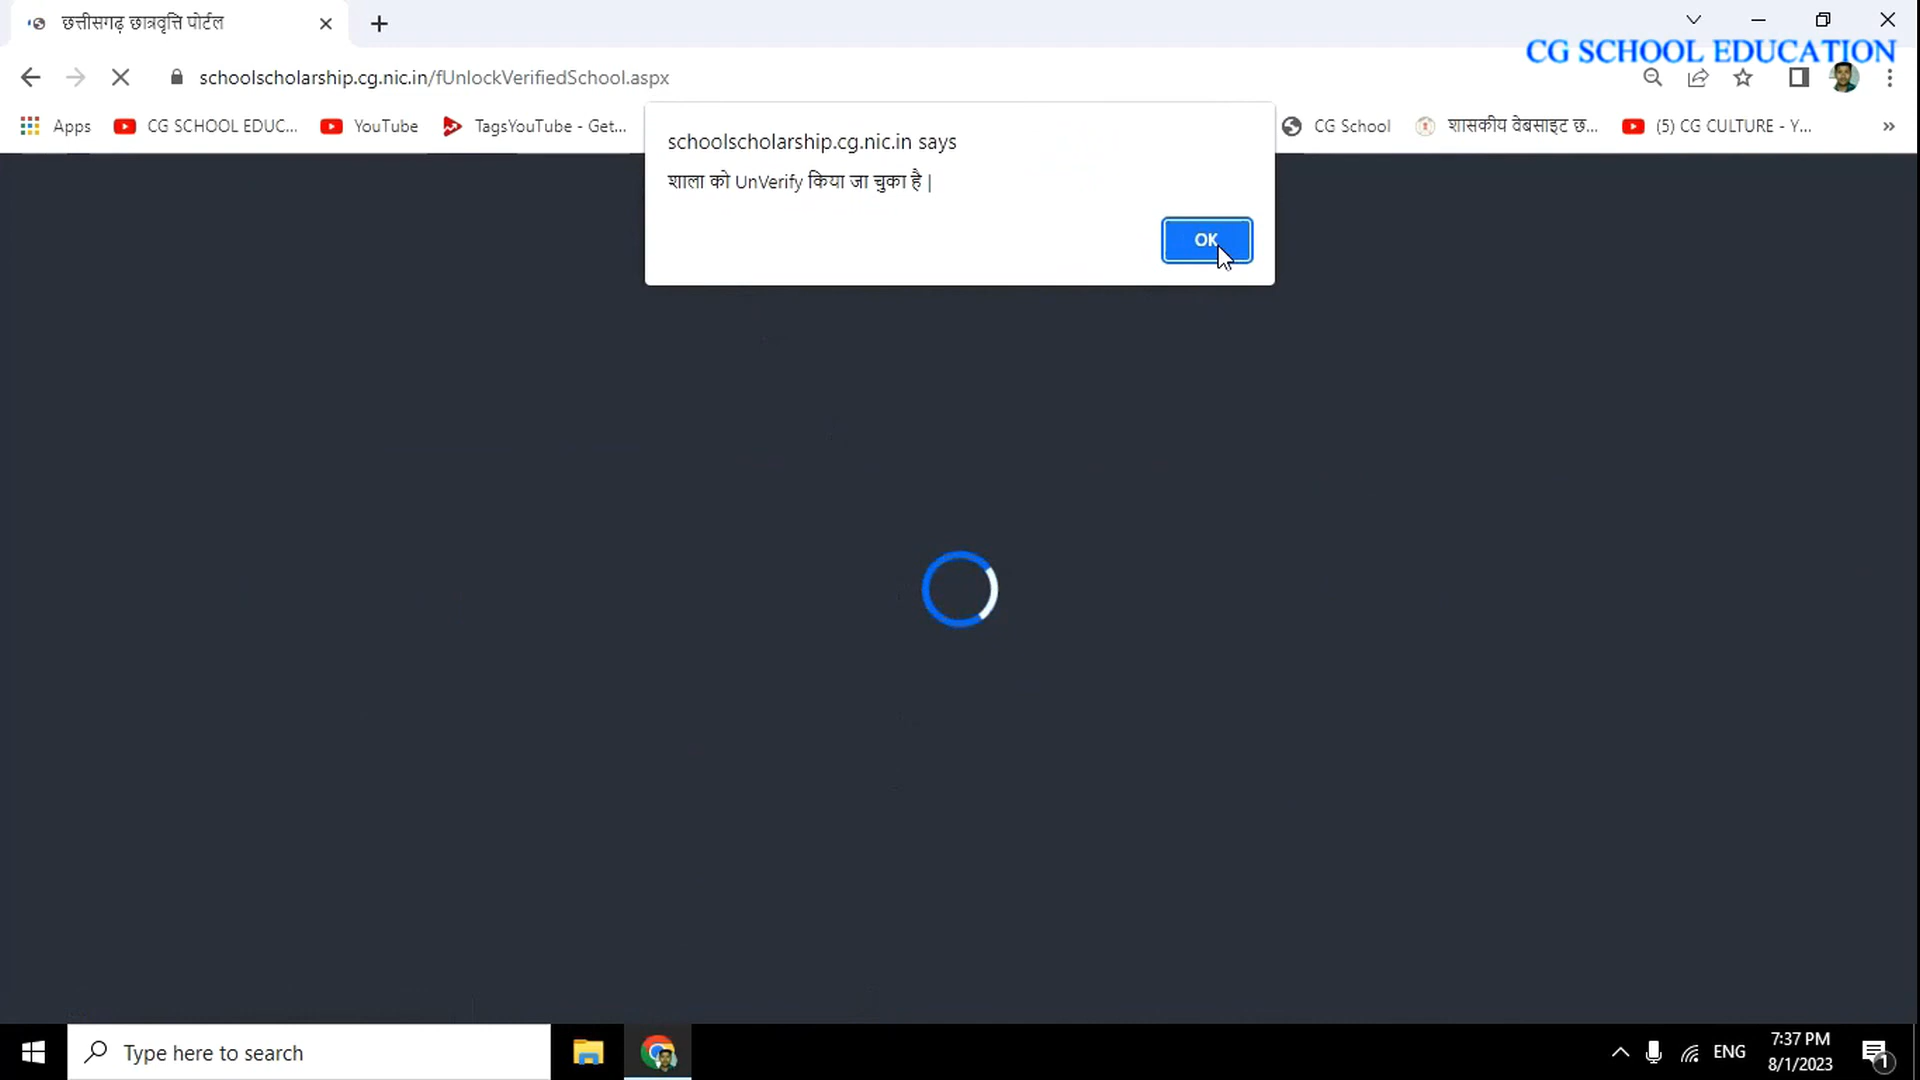 छत्तीसगढ़ छात्रवृत्ति पोर्टल
CG SCHOOL EDUCATION
schoolscholarship.cg.nic.in/fUnlockVerifiedSchool.aspx
Apps
CG SCHOOL EDUC...
YouTube
TagsYouTube - Get...
CG School
शासकीय वेबसाइट छ...
(5) CG CULTURE - Y...
schoolscholarship.cg.nic.in says
शाला को UnVerify किया जा चुका है |
OK
Type here to search
ENG
7:37 PM
8/1/2023
1